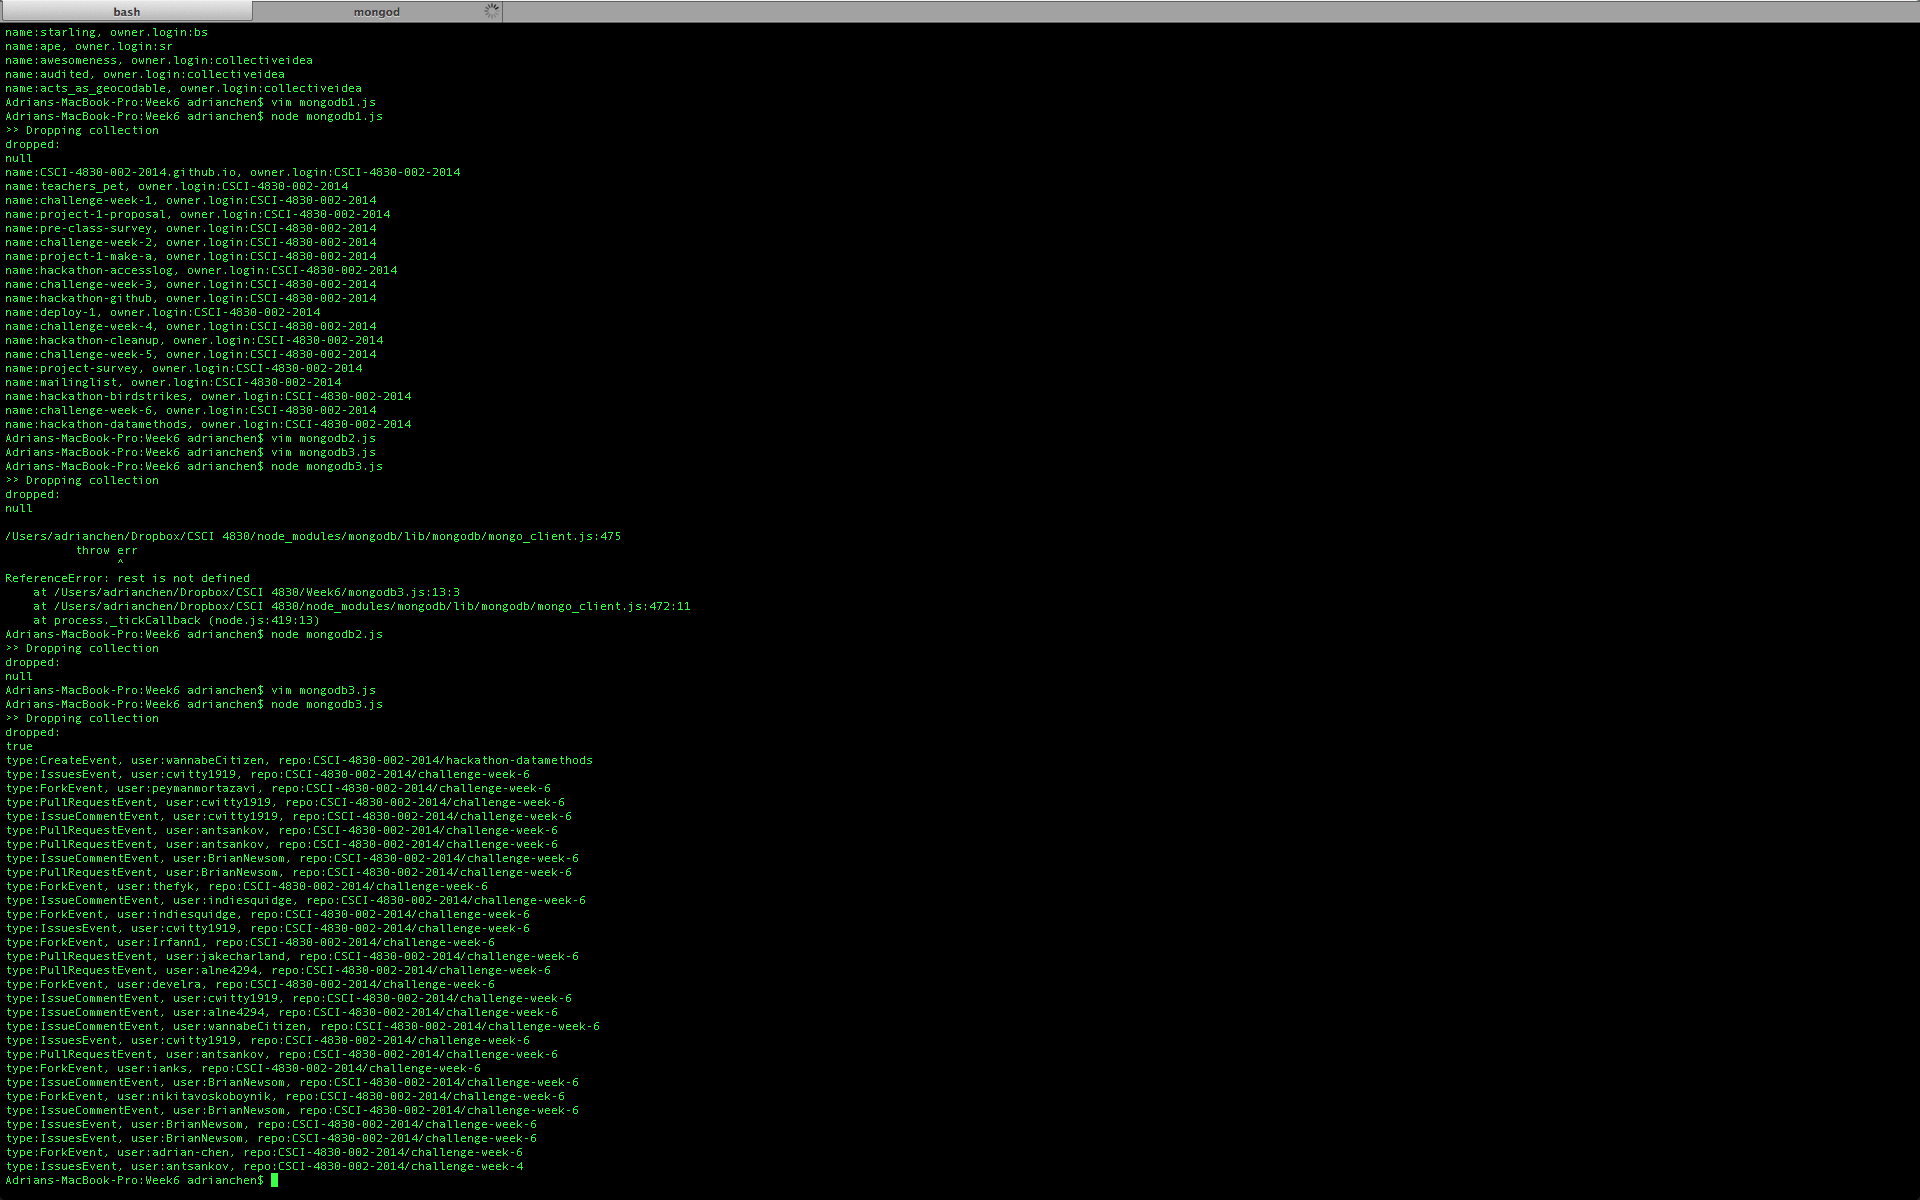 bash
mongod
name:starling, owner.login:bs
name:ape, owner.login:sr
name:awesomeness, owner.login:collectiveidea
name:audited, owner.login:collectiveidea
name:acts_as_geocodable, owner.login:collectiveidea
Adrians-MacBook-Pro:Week6 adrianchen$ vim mongodb1.js
Adrians-MacBook-Pro:Week6 adrianchen$ node mongodb1.js
>> Dropping collection
dropped:
null
name:CSCI-4830-002-2014.github.io, owner.login:CSCI-4830-002-2014
name:teachers_pet, owner.login:CSCI-4830-002-2014
name:challenge-week-1, owner.login:CSCI-4830-002-2014
name:project-1-proposal, owner.login:CSCI-4830-002-2014
name:pre-class-survey, owner.login:CSCI-4830-002-2014
name:challenge-week-2, owner.login:CSCI-4830-002-2014
name:project-1-make-a, owner.login:CSCI-4830-002-2014
name:hackathon-accesslog, owner.login:CSCI-4830-002-2014
name:challenge-week-3, owner.login:CSCI-4830-002-2014
name:hackathon-github, owner.login:CSCI-4830-002-2014
name:deploy-1, owner.login:CSCI-4830-002-2014
name:challenge-week-4, owner.login:CSCI-4830-002-2014
name:hackathon-cleanup, owner.login:CSCI-4830-002-2014
name:challenge-week-5, owner.login:CSCI-4830-002-2014
name:project-survey, owner.login:CSCI-4830-002-2014
name:mailinglist, owner.login:CSCI-4830-002-2014
name:hackathon-birdstrikes, owner.login:CSCI-4830-002-2014
name:challenge-week-6, owner.login:CSCI-4830-002-2014
name:hackathon-datamethods, owner.login:CSCI-4830-002-2014
Adrians-MacBook-Pro:Week6 adrianchen$ vim mongodb2.js
Adrians-MacBook-Pro:Week6 adrianchen$ vim mongodb3.js
Adrians-MacBook-Pro:Week6 adrianchen$ node mongodb3.js
>> Dropping collection
dropped:
null
/Users/adrianchen/Dropbox/CSCI 4830/node_modules/mongodb/lib/mongodb/mongo_client.js:475
throw err
^
ReferenceError: rest is not defined
at /Users/adrianchen/Dropbox/CSCI 4830/Week6/mongodb3.js:13:3
at /Users/adrianchen/Dropbox/CSCI 4830/node_modules/mongodb/lib/mongodb/mongo_client.js:472:11
at process._tickCallback (node.js:419:13)
Adrians-MacBook-Pro:Week6 adrianchen$ node mongodb2.js
>> Dropping collection
dropped:
null
Adrians-MacBook-Pro:Week6 adrianchen$ vim mongodb3.js
Adrians-MacBook-Pro:Week6 adrianchen$ node mongodb3.js
>> Dropping collection
dropped:
true
type:CreateEvent, user:wannabeCitizen, repo:CSCI-4830-002-2014/hackathon-datamethods
type:IssuesEvent, user:cwitty1919, repo:CSCI-4830-002-2014/challenge-week-6
type:ForkEvent, user:peymanmortazavi, repo:CSCI-4830-002-2014/challenge-week-6
type:PullRequestEvent, user:cwitty1919, repo:CSCI-4830-002-2014/challenge-week-6
type:IssueCommentEvent, user:cwitty1919, repo:CSCI-4830-002-2014/challenge-week-6
type:PullRequestEvent, user:antsankov, repo:CSCI-4830-002-2014/challenge-week-6
type:PullRequestEvent, user:antsankov, repo:CSCI-4830-002-2014/challenge-week-6
type:IssueCommentEvent, user:BrianNewsom, repo:CSCI-4830-002-2014/challenge-week-6
type:PullRequestEvent, user:BrianNewsom, repo:CSCI-4830-002-2014/challenge-week-6
type:ForkEvent, user:thefyk, repo:CSCI-4830-002-2014/challenge-week-6
type:IssueCommentEvent, user:indiesquidge, repo:CSCI-4830-002-2014/challenge-week-6
type:ForkEvent, user:indiesquidge, repo:CSCI-4830-002-2014/challenge-week-6
type:IssuesEvent, user:cwitty1919, repo:CSCI-4830-002-2014/challenge-week-6
type:ForkEvent, user:Irfann1, repo:CSCI-4830-002-2014/challenge-week-6
type:PullRequestEvent, user:jakecharland, repo:CSCI-4830-002-2014/challenge-week-6
type:PullRequestEvent, user:alne4294, repo:CSCI-4830-002-2014/challenge-week-6
type:ForkEvent, user:develra, repo:CSCI-4830-002-2014/challenge-week-6
type:IssueCommentEvent, user:cwitty1919, repo:CSCI-4830-002-2014/challenge-week-6
type:IssueCommentEvent, user:alne4294, repo:CSCI-4830-002-2014/challenge-week-6
type:IssueCommentEvent, user:wannabeCitizen, repo:CSCI-4830-002-2014/challenge-week-6
type:IssuesEvent, user:cwitty1919, repo:CSCI-4830-002-2014/challenge-week-6
type:PullRequestEvent, user:antsankov, repo:CSCI-4830-002-2014/challenge-week-6
type:ForkEvent, user:ianks, repo:CSCI-4830-002-2014/challenge-week-6
type:IssueCommentEvent, user:BrianNewsom, repo:CSCI-4830-002-2014/challenge-week-6
type:ForkEvent, user:nikitavoskoboynik, repo:CSCI-4830-002-2014/challenge-week-6
type:IssueCommentEvent, user:BrianNewsom, repo:CSCI-4830-002-2014/challenge-week-6
type:IssuesEvent, user:BrianNewsom, repo:CSCI-4830-002-2014/challenge-week-6
type:IssuesEvent, user:BrianNewsom, repo:CSCI-4830-002-2014/challenge-week-6
type:ForkEvent, user:adrian-chen, repo:CSCI-4830-002-2014/challenge-week-6
type:IssuesEvent, user:antsankov, repo:CSCI-4830-002-2014/challenge-week-4
Adrians-MacBook-Pro:Week6 adrianchen$